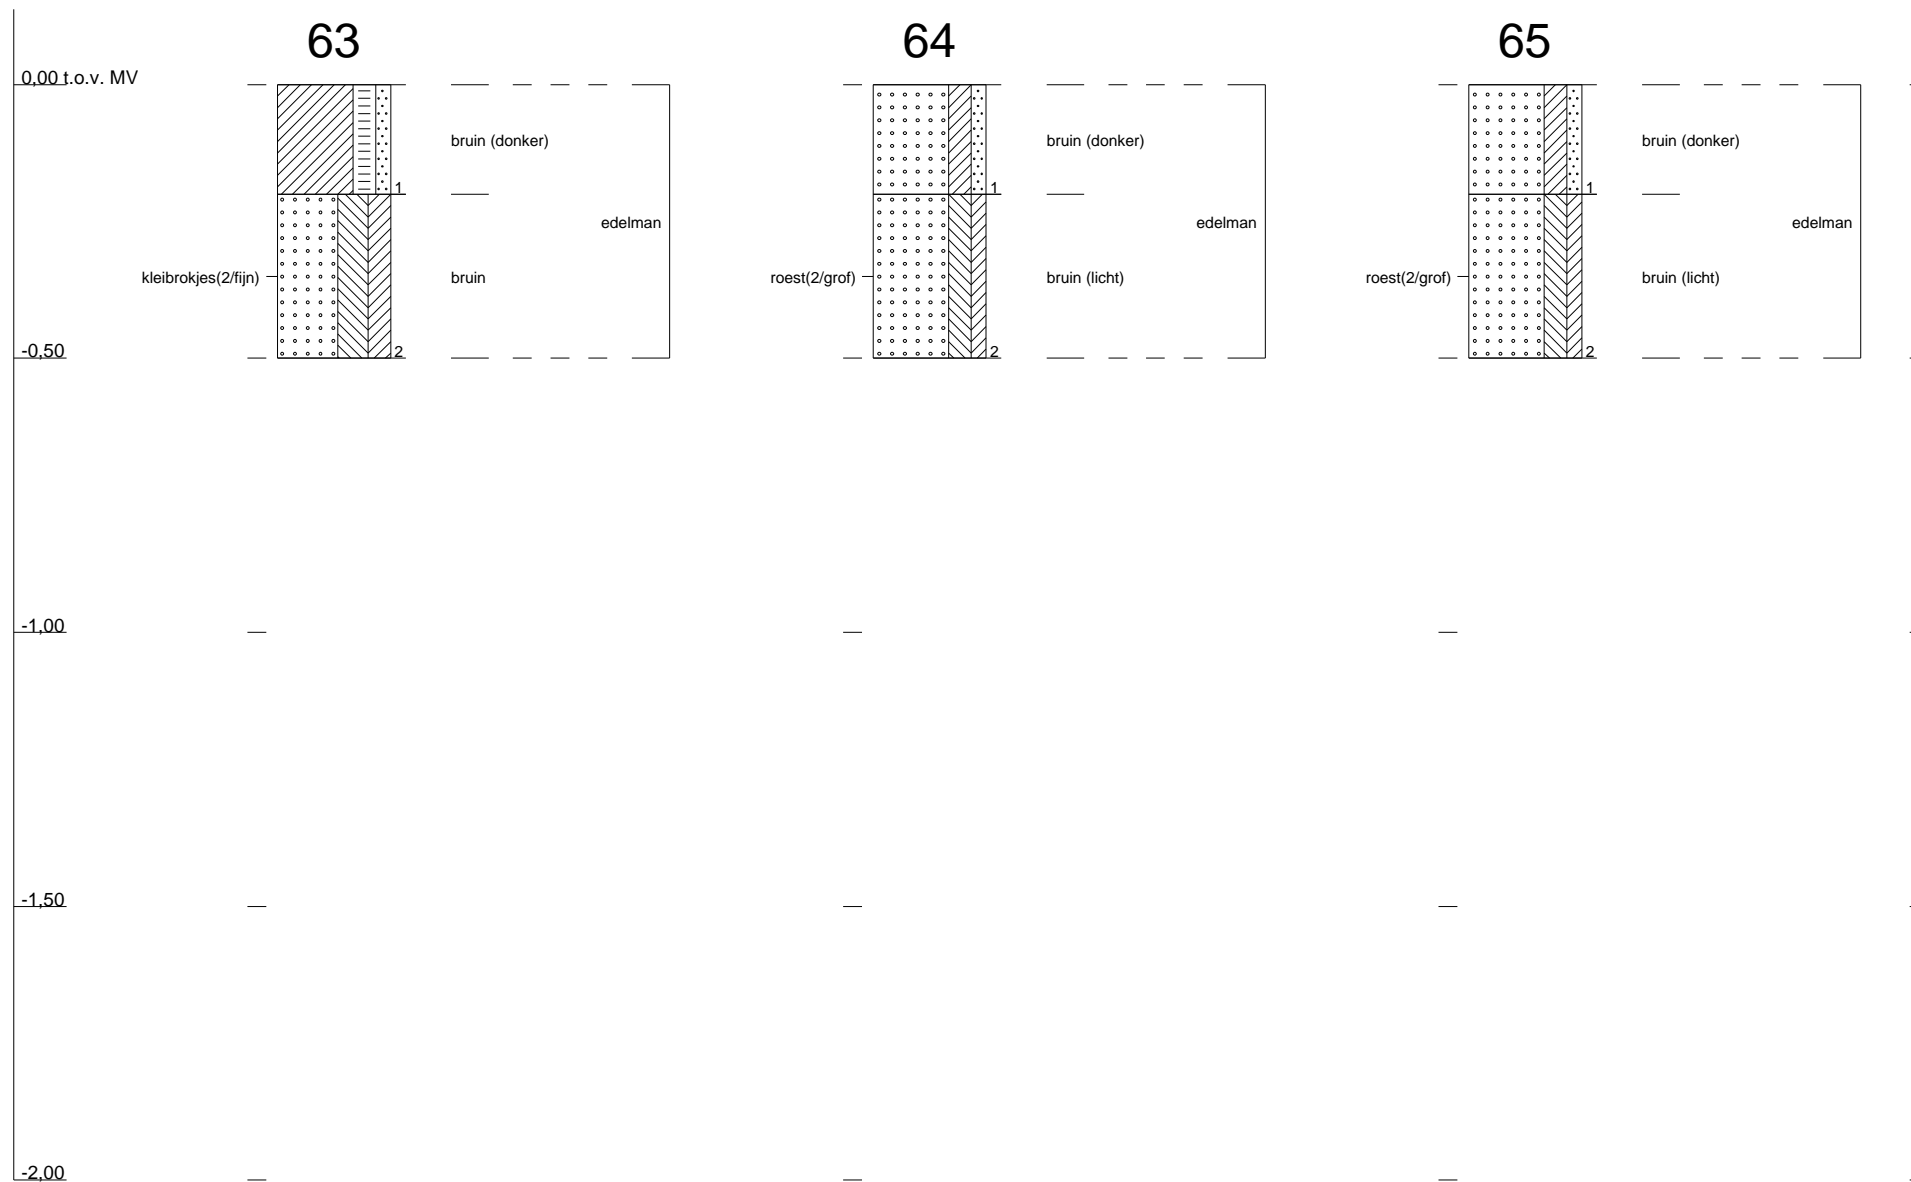 63 64 65
0,00 t.o.v. MV
bruin (donker) bruin (donker) bruin (donker)
1 1 1
edelman edelman edelman
kleibrokjes(2/fijn) bruin roest(2/grof) bruin (licht) roest(2/grof) bruin (licht)
-0,50 2 2 2
-1,00
-1,50
-2,00